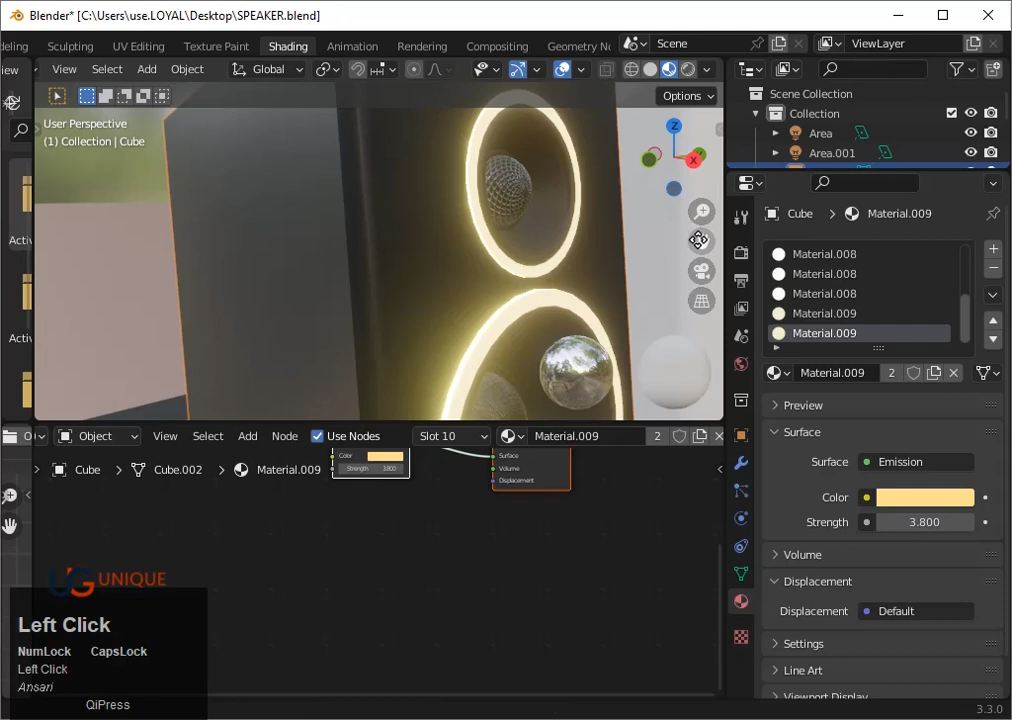 Blender* [C:\Users\use.LOYAL\Desktop\SPEAKER.blend]
deling Sculpting UV Editing Texture Paint Shading Animation Rendering Compositing Geometry No Scene ViewLayer
iew View Select Add Object Global
Options
User Perspective
(1) Collection | Cube
Z
X
Scene Collection
Collection
Area
Area.001
Cube Material.009
Activ
Activ
Material.008
Material.008
Material.008
Material.009
Material.009
Material.009 2
Preview
Surface
Surface Emission
Color
Strength 3.800
Volume
Displacement
Displacement Default
Settings
Line Art
Viewport Display
Object View Select Add Node Use Nodes Slot 10 Material.009 2
Cube Cube.002 Material.009
Color
Strength 3.800
Surface
Volume
Displacement
UG UNIQUE
Left Click
NumLock CapsLock
Left Click
Ansari
QiPress
3.3.0